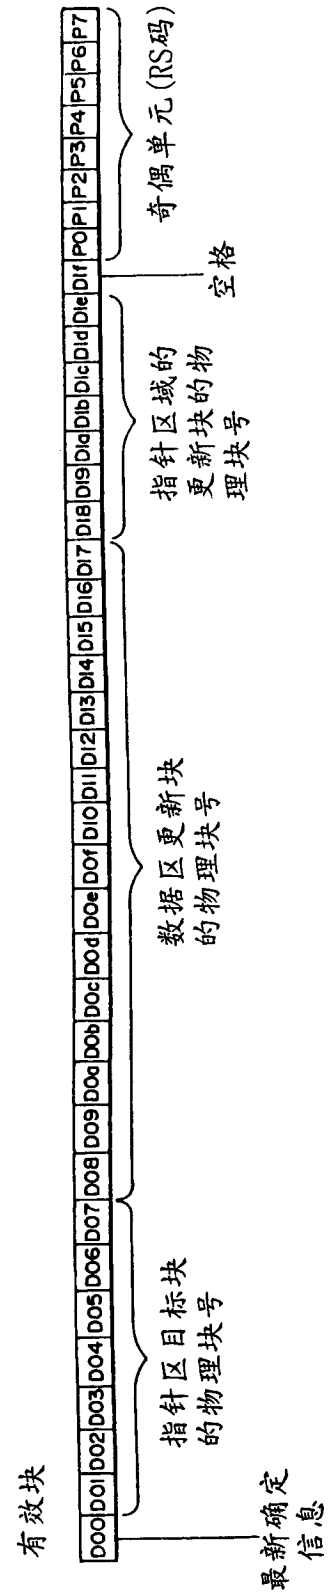 有效块
D00 D01 D02 D03 D04 D05 D06 D07 D08 D09 D0a D0b D0c D0d D0e D0f D10 D11 D12 D13 D14 D15 D16 D17 D18 D19 D1a D1b D1c D1d D1e D1f P0 P1 P2 P3 P4 P5 P6 P7
最新确定
信息
指针区目标块
的物理块号
数据区更新块
的物理块号
指针区域的
更新块的物
理块号
空格
奇偶单元(RS码)